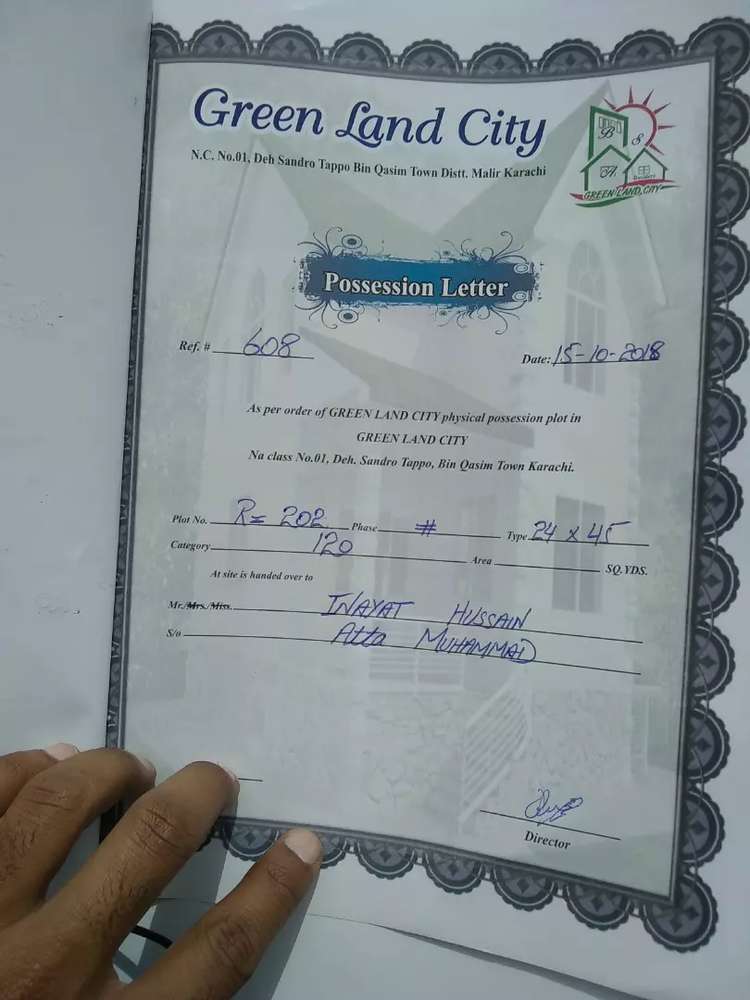 Green Land City
N.C. No.01, Deh Sandro Tappo Bin Qasim Town Distt. Malir Karachi
B S
A.
GREEN LAND CITY
Possession Letter
Ref. # 608
Date: 15-10-2018
As per order of GREEN LAND CITY physical possession plot in
GREEN LAND CITY
Na class No.01, Deh. Sandro Tappo, Bin Qasim Town Karachi.
Plot No. R= 202 Phase # Type 24 x 45
Category 120 Area SQ.YDS.
At site is handed over to
Mr./Mrs./Miss. INAYAT HUSSAIN
S/o Atta MUHAMMAD
Director